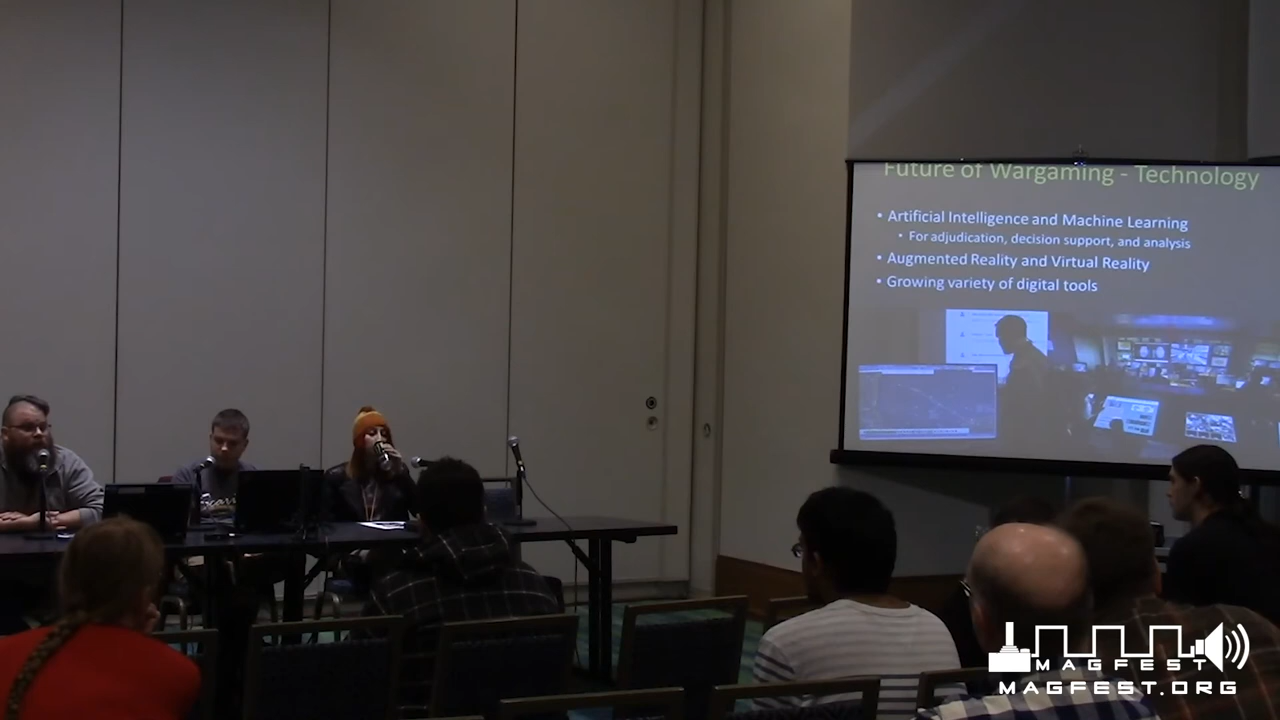 Future of Wargaming - Technology
• Artificial Intelligence and Machine Learning
• For adjudication, decision support, and analysis
• Augmented Reality and Virtual Reality
• Growing variety of digital tools
MAGFEST
MAGFEST.ORG